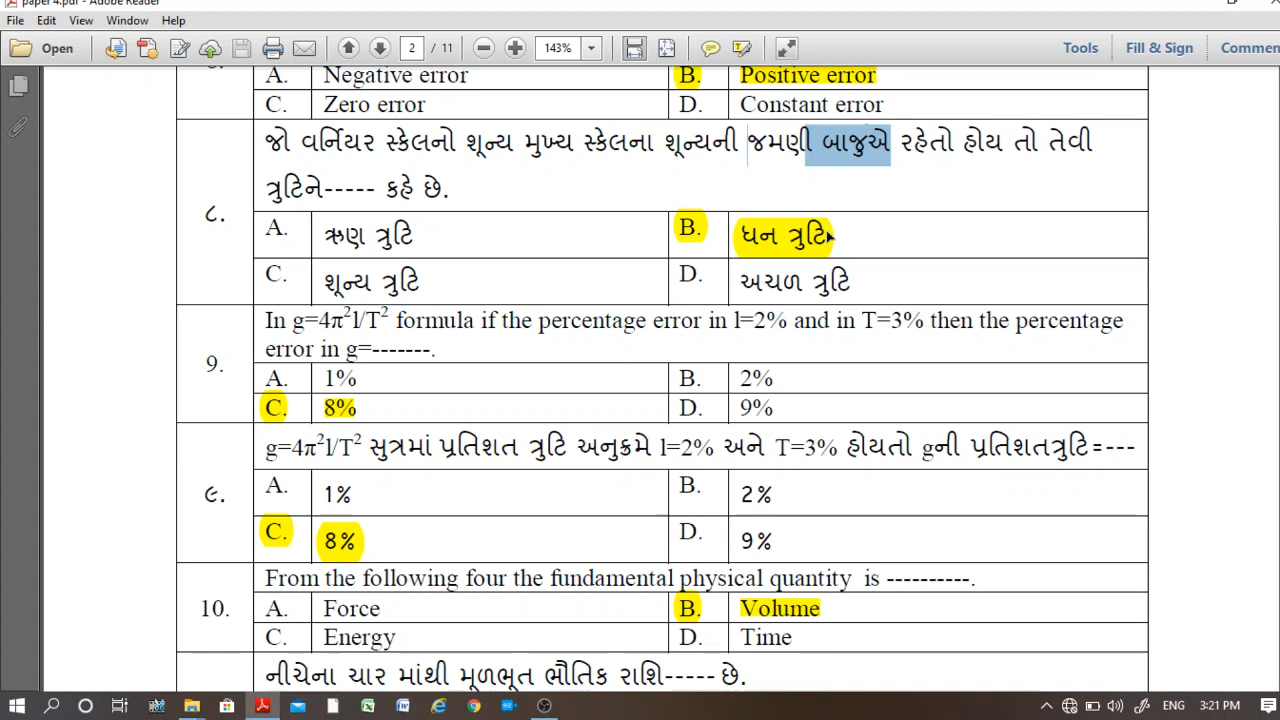 paper 4.pdf - Adobe Reader
File Edit View Window Help
Open 2 / 11 143% Tools Fill & Sign Commen
A. Negative error B. Positive error
C. Zero error D. Constant error
૮. જો વર્નિયર સ્કેલનો શૂન્ય મુખ્ય સ્કેલના શૂન્યની જમણી બાજુએ રહેતો હોય તો તેવી
ત્રુટિને----- કહે છે.
A. ઋણ ત્રુટિ B. ધન ત્રુટિ
C. શૂન્ય ત્રુટિ D. અચળ ત્રુટિ
9. In g=4π²l/T² formula if the percentage error in l=2% and in T=3% then the percentage
error in g=-------.
A. 1% B. 2%
C. 8% D. 9%
૯. g=4π²l/T² સુત્રમાં પ્રતિશત ત્રુટિ અનુક્રમે l=2% અને T=3% હોયતો gની પ્રતિશતત્રુટિ=---
A. 1% B. 2%
C. 8% D. 9%
10. From the following four the fundamental physical quantity is ----------.
A. Force B. Volume
C. Energy D. Time
નીચેના ચાર માંથી મૂળભૂત ભૌતિક રાશિ----- છે.
ENG 3:21 PM